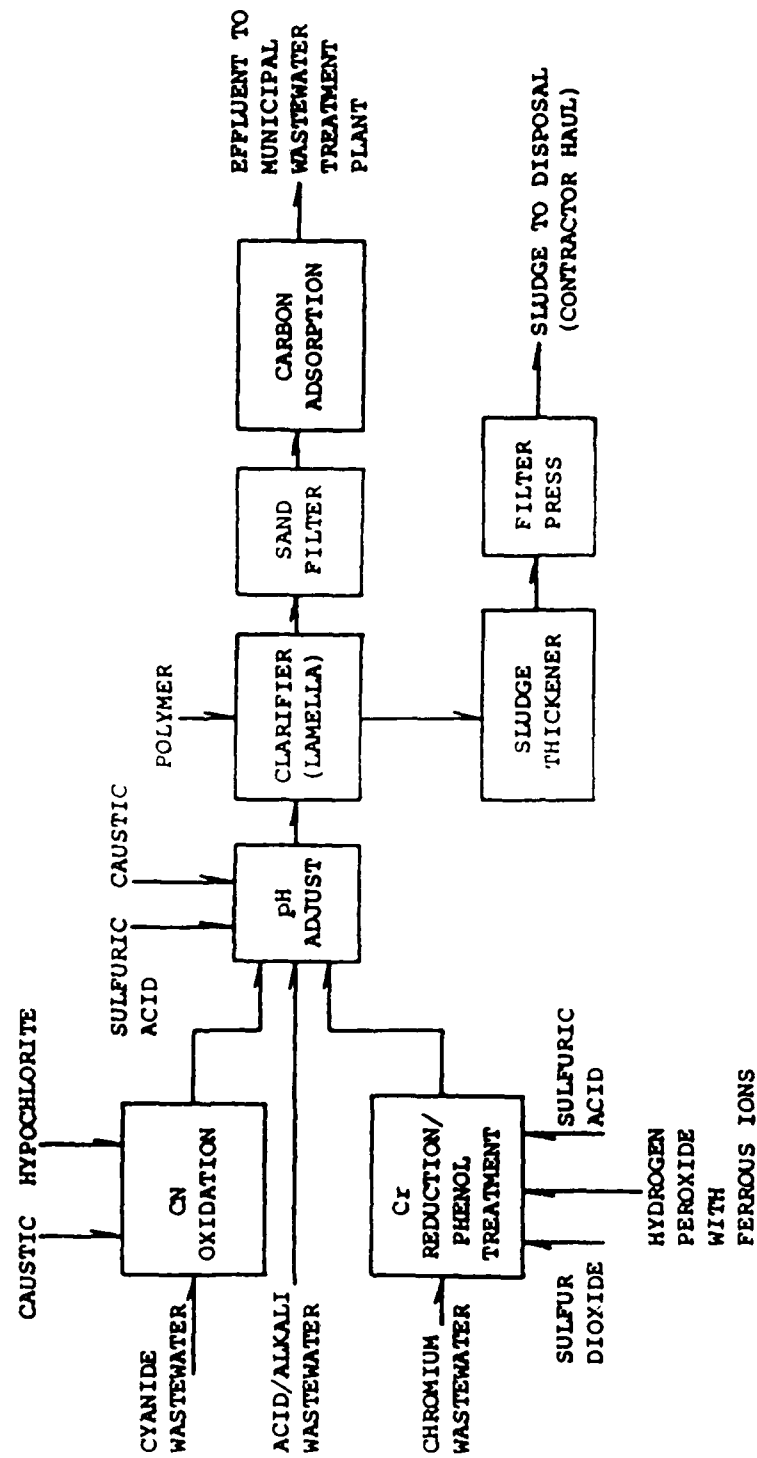 CAUSTIC
HYPOCHLORITE
CYANIDE
WASTEWATER
CN
OXIDATION
SULFURIC
ACID
CAUSTIC
ACID/ALKALI
WASTEWATER
pH
ADJUST
CHROMIUM
WASTEWATER
Cr
REDUCTION/
PHENOL
TREATMENT
SULFUR
DIOXIDE
HYDROGEN
PEROXIDE
WITH
FERROUS IONS
SULFURIC
ACID
POLYMER
CLARIFIER
(LAMELLA)
SAND
FILTER
CARBON
ADSORPTION
EFFLUENT TO
MUNICIPAL
WASTEWATER
TREATMENT
PLANT
SLUDGE
THICKENER
FILTER
PRESS
SLUDGE TO DISPOSAL
(CONTRACTOR HAUL)